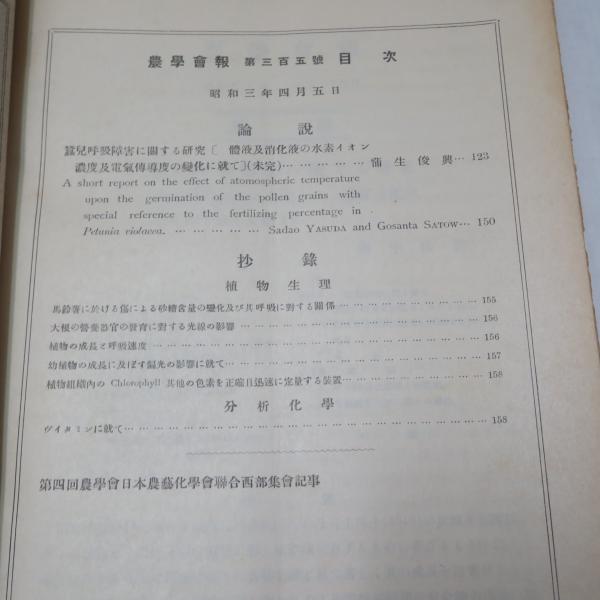 農學會報 第三百五號 目次
昭和三年四月五日
論說
蠶兒呼吸障害に關する研究〔 體液及消化液の水素イオン
濃度及電氣傳導度の變化に就て〕(未完)………………蒲生俊興…123
A short report on the effect of atomospheric temperature
upon the germination of the pollen grains with
special reference to the fertilizing percentage in
Petunia violacea. ……………… Sadao YASUDA and Gosanta SATOW…150
抄錄
植物生理
馬鈴薯に於ける傷による砂糖含量の變化及び其呼吸に對する關係………………………………155
大根の營養器官の發育に對する光線の影響………………………………156
植物の成長と呼吸速度………………………………156
幼植物の成長に及ぼす偏光の影響に就て………………………………157
植物組織內の Chlorophyll 其他の色素を正確且迅速に定量する裝置………………………………158
分析化學
ヴイタミンに就て………………………………158
第四回農學會日本農藝化學會聯合西部集會記事